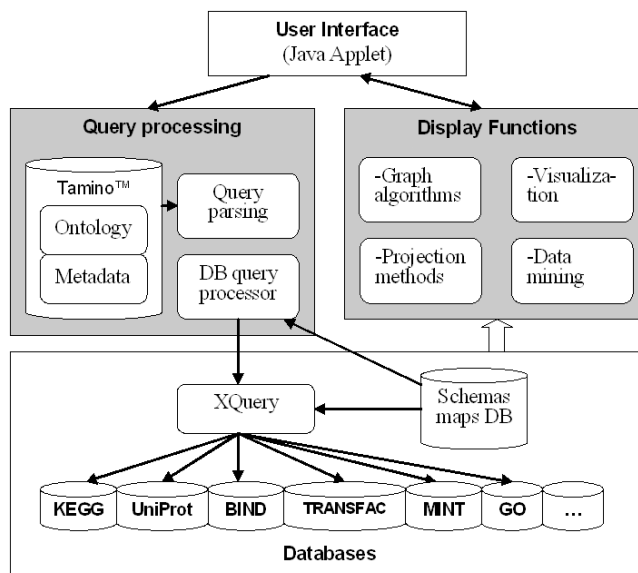 User Interface
(Java Applet)
Query processing
Tamino™
Ontology
Metadata
Query
parsing
DB query
processor
Display Functions
-Graph
algorithms
-Visualiza-
tion
-Projection
methods
-Data
mining
XQuery
Schemas
maps DB
KEGG
UniProt
BIND
TRANSFAC
MINT
GO
...
Databases